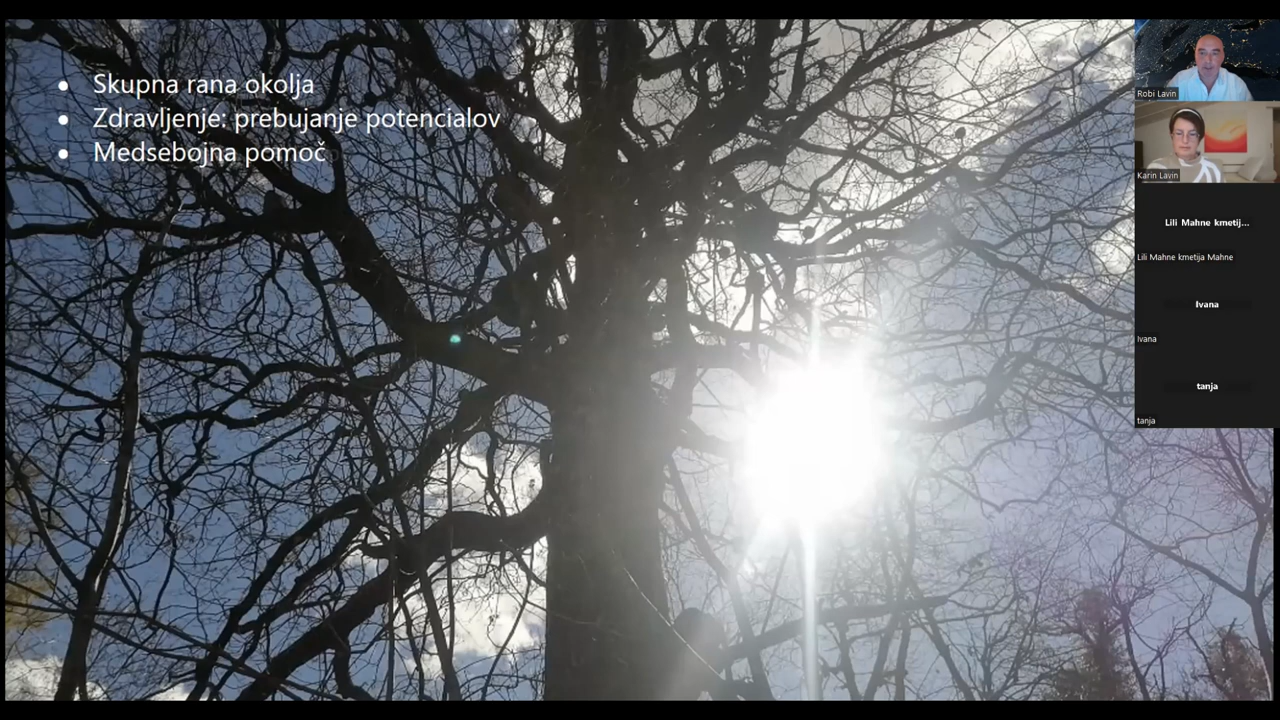 Skupna rana okolja
Zdravljenje: prebujanje potencialov
Medsebojna pomoč
Robi Lavin
Karin Lavin
Lili Mahne kmetij...
Lili Mahne kmetija Mahne
Ivana
Ivana
tanja
tanja